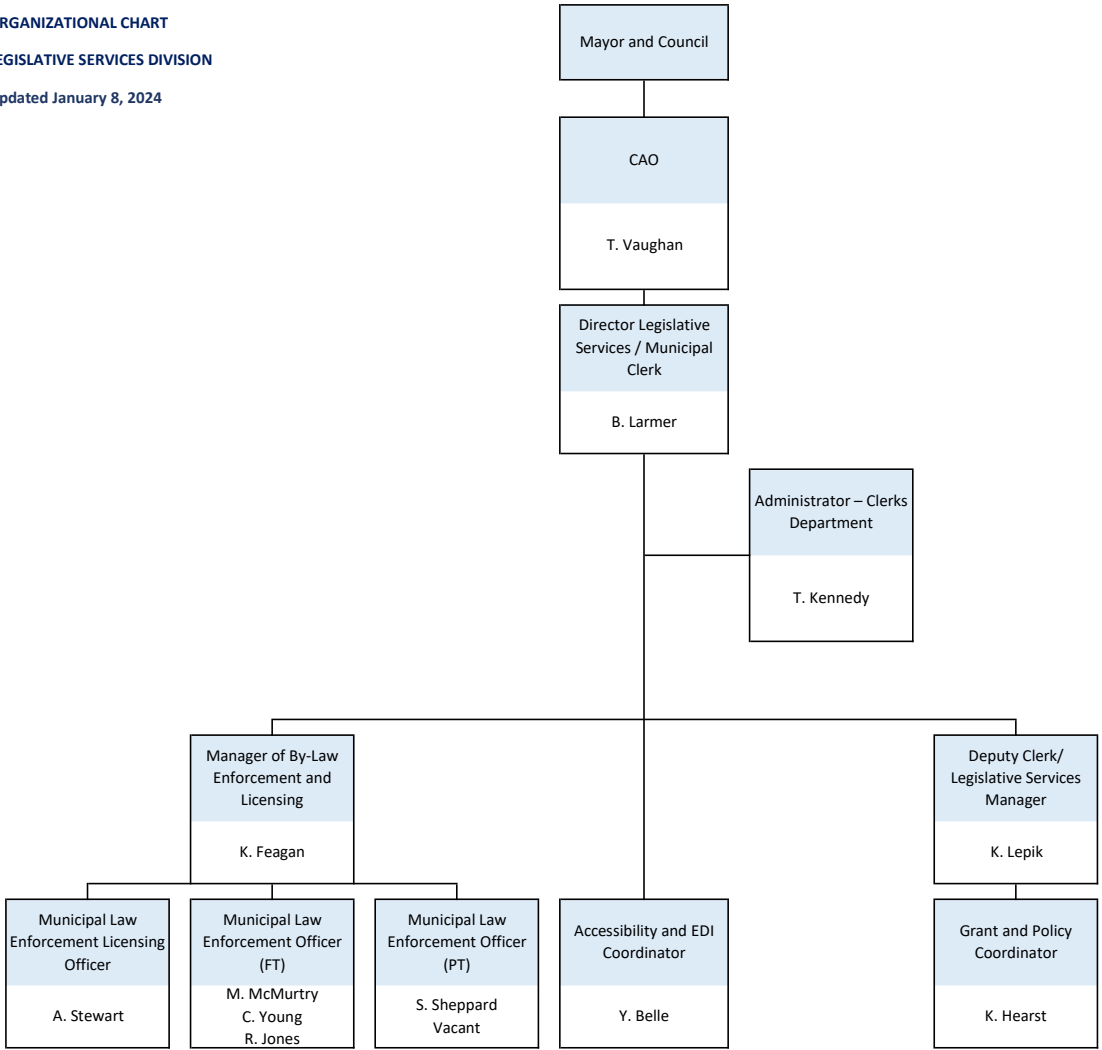 RGANIZATIONAL CHART
EGISLATIVE SERVICES DIVISION
pdated January 8, 2024
Mayor and Council
CAO
T. Vaughan
Director Legislative
Services / Municipal
Clerk
B. Larmer
Administrator – Clerks
Department
T. Kennedy
Manager of By-Law
Enforcement and
Licensing
K. Feagan
Deputy Clerk/
Legislative Services
Manager
K. Lepik
Municipal Law
Enforcement Licensing
Officer
A. Stewart
Municipal Law
Enforcement Officer
(FT)
M. McMurtry
C. Young
R. Jones
Municipal Law
Enforcement Officer
(PT)
S. Sheppard
Vacant
Accessibility and EDI
Coordinator
Y. Belle
Grant and Policy
Coordinator
K. Hearst